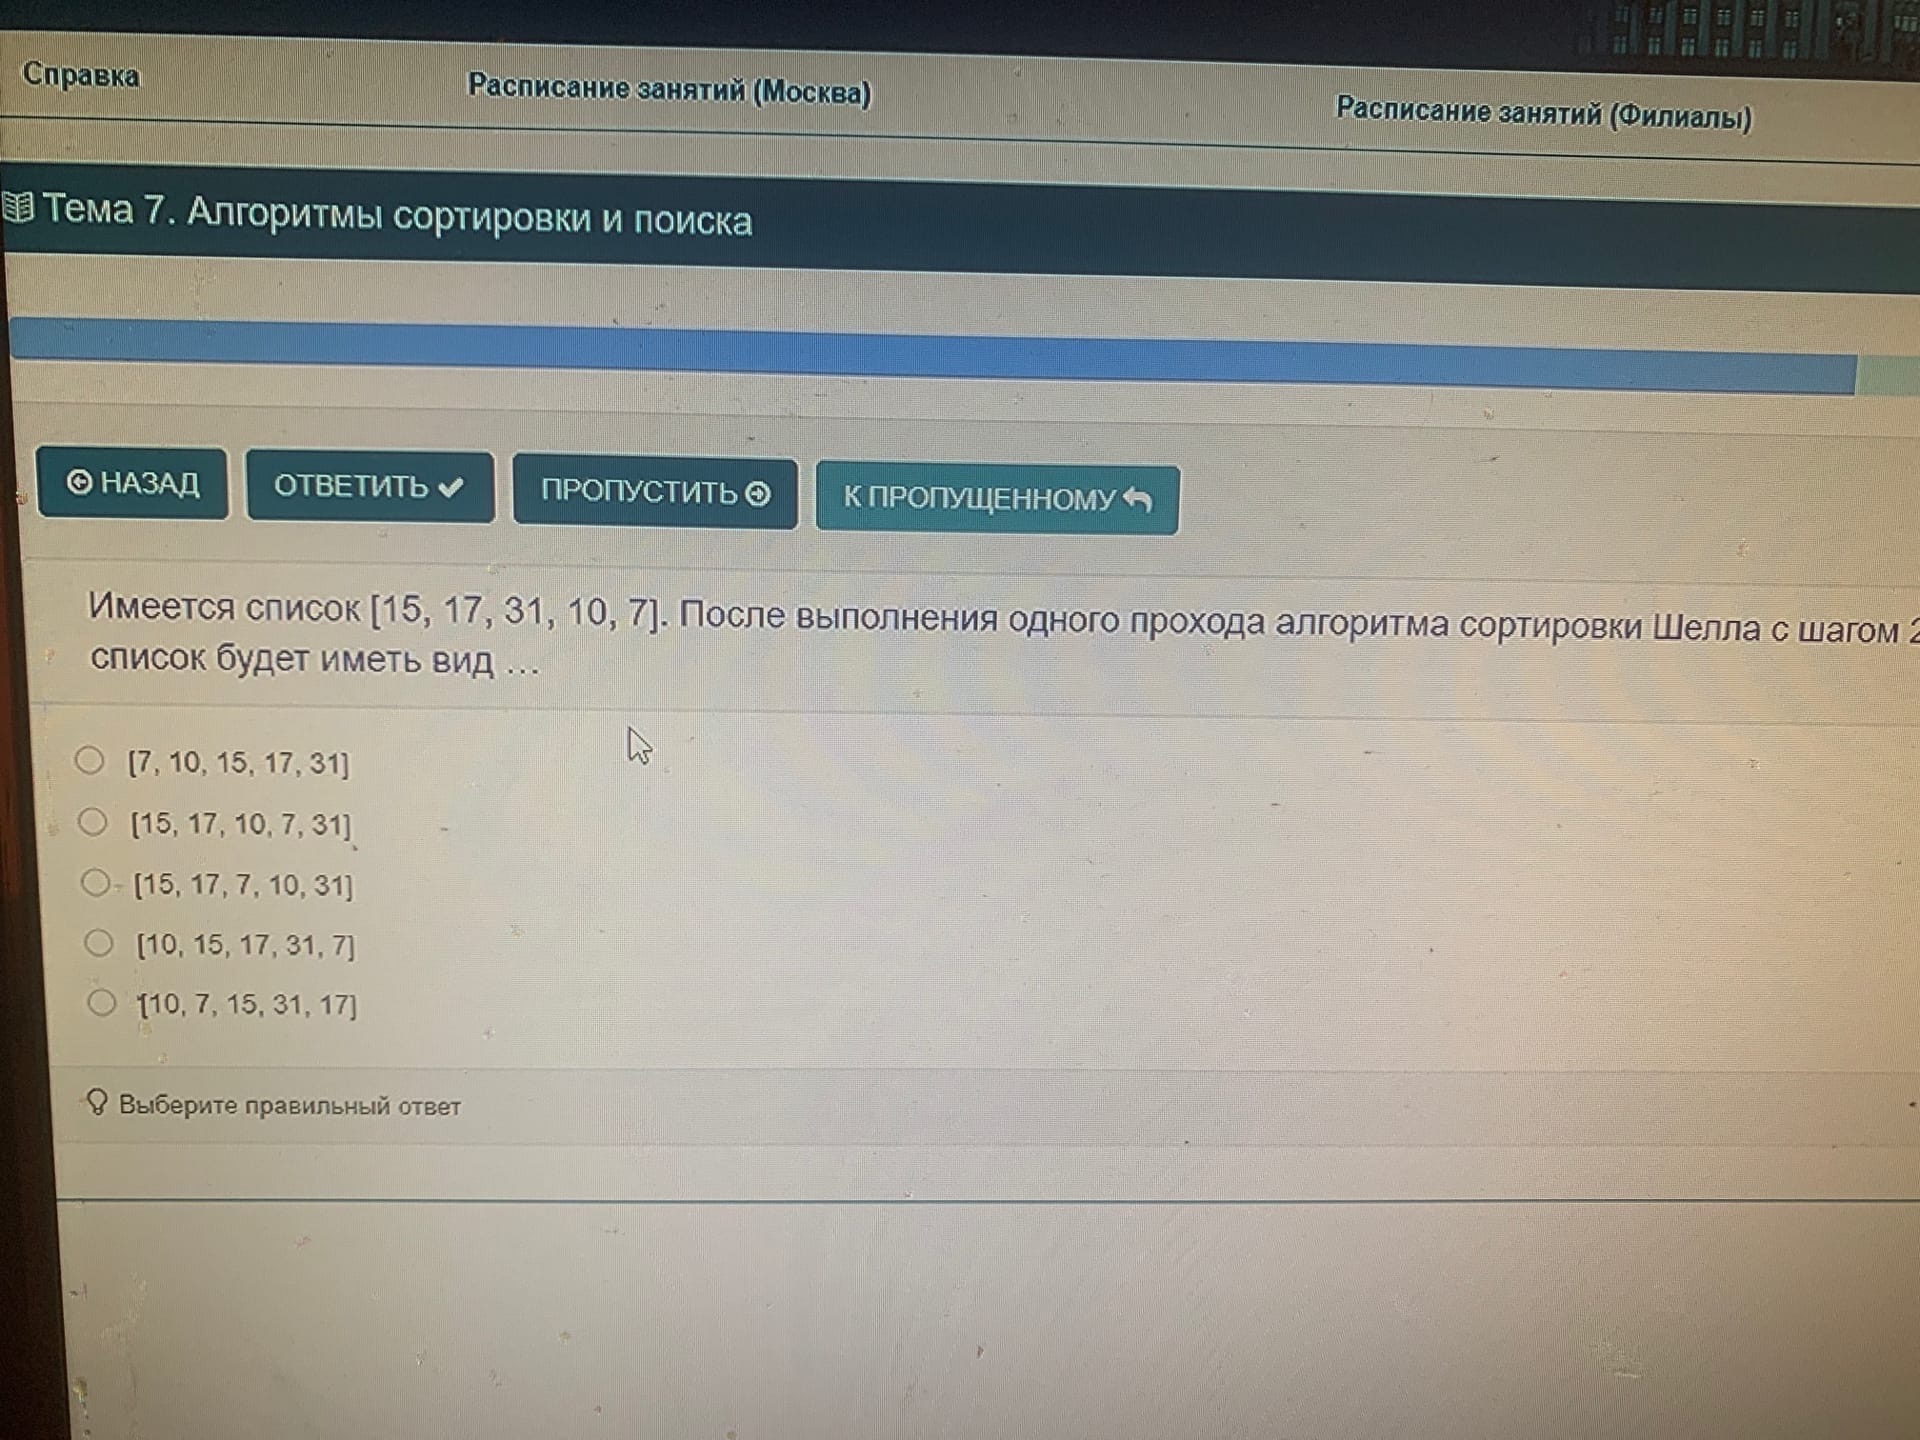 Справка
Расписание занятий (Москва)
Расписание занятий (Филиалы)
Тема 7. Алгоритмы сортировки и поиска
НАЗАД
ОТВЕТИТЬ
ПРОПУСТИТЬ
К ПРОПУЩЕННОМУ
Имеется список [15, 17, 31, 10, 7]. После выполнения одного прохода алгоритма сортировки Шелла с шагом 2
список будет иметь вид ...
[7, 10, 15, 17, 31]
[15, 17, 10, 7, 31]
[15, 17, 7, 10, 31]
[10, 15, 17, 31, 7]
[10, 7, 15, 31, 17]
Выберите правильный ответ